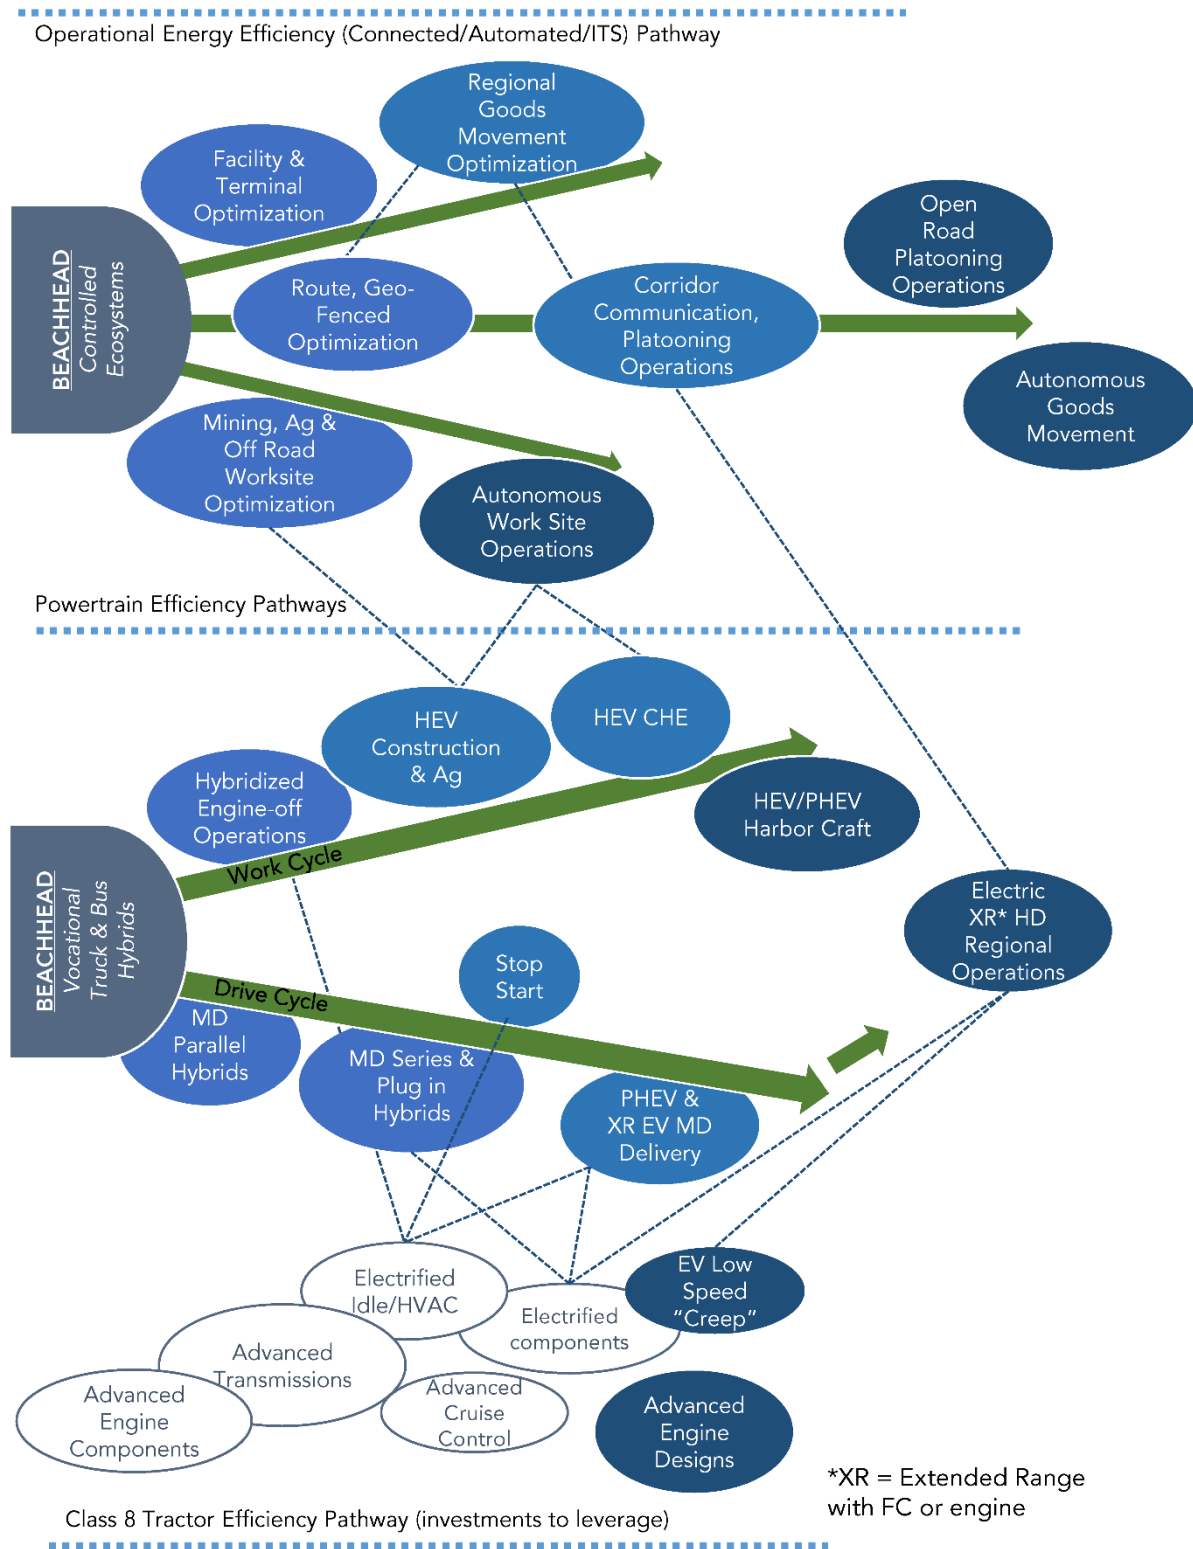 Operational Energy Efficiency (Connected/Automated/ITS) Pathway
Regional
Goods
Movement
Optimization
Facility &
Terminal
Optimization
Open
Road
Platooning
Operations
BEACHHEAD
Controlled
Ecosystems
Route, Geo-
Fenced
Optimization
Corridor
Communication,
Platooning
Operations
Autonomous
Goods
Movement
Mining, Ag &
Off Road
Worksite
Optimization
Autonomous
Work Site
Operations
Powertrain Efficiency Pathways
HEV
Construction
& Ag
HEV CHE
Hybridized
Engine-off
Operations
HEV/PHEV
Harbor Craft
Work Cycle
BEACHHEAD
Vocational
Truck & Bus
Hybrids
Electric
XR* HD
Regional
Operations
Stop
Start
Drive Cycle
MD
Parallel
Hybrids
MD Series &
Plug in
Hybrids
PHEV &
XR EV MD
Delivery
Electrified
Idle/HVAC
Electrified
components
EV Low
Speed
“Creep”
Advanced
Transmissions
Advanced
Engine
Components
Advanced
Cruise
Control
Advanced
Engine
Designs
*XR = Extended Range
with FC or engine
Class 8 Tractor Efficiency Pathway (investments to leverage)